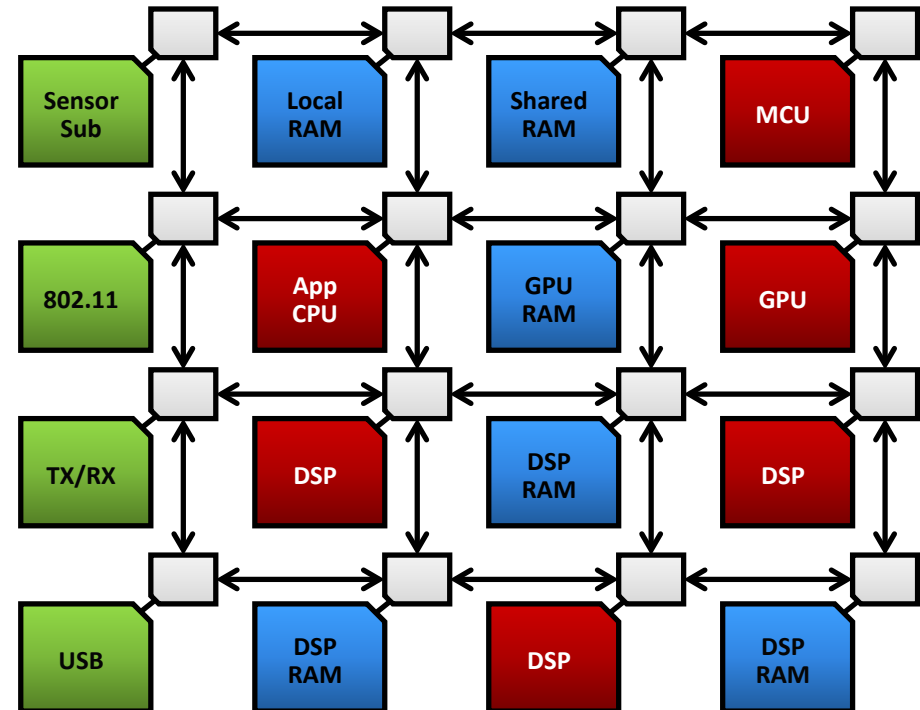 Sensor
Sub
Local
RAM
Shared
RAM
MCU
802.11
App
CPU
GPU
RAM
GPU
TX/RX
DSP
DSP
RAM
DSP
USB
DSP
RAM
DSP
DSP
RAM